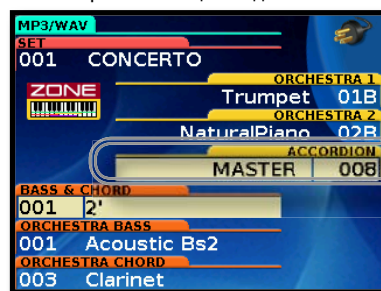 MP3/WAV
SET
001 CONCERTO
ZONE
ORCHESTRA 1
Trumpet 01B
ORCHESTRA 2
NaturalPiano 02B
ACCORDION
MASTER 008
BASS & CHORD
001 2'
ORCHESTRA BASS
001 Acoustic Bs2
ORCHESTRA CHORD
003 Clarinet